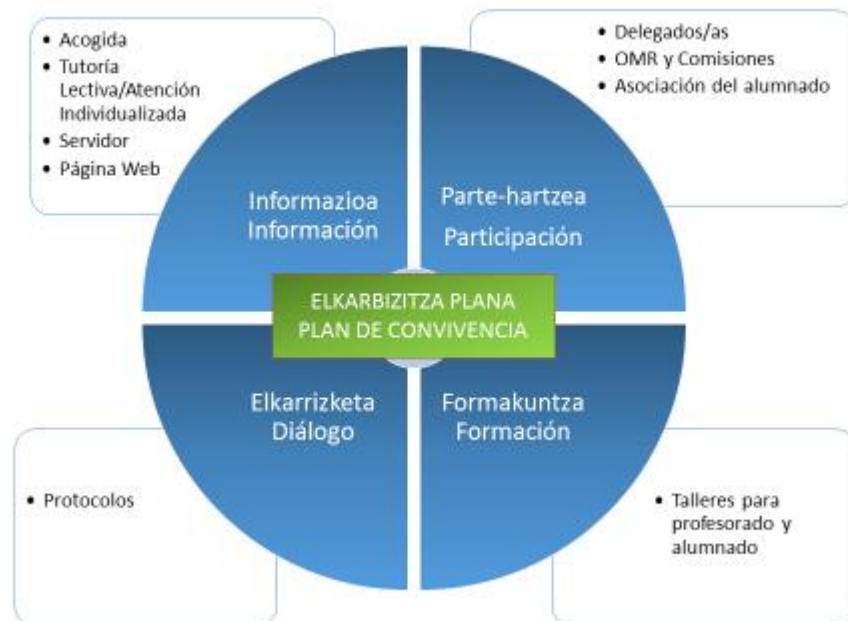 • Acogida
• Tutoría
Lectiva/Atención
Individualizada
• Servidor
• Página Web
• Delegados/as
• OMR y Comisiones
• Asociación del alumnado
Informazioa
Información
Parte-hartzea
Participación
ELKARBIZITZA PLANA
PLAN DE CONVIVENCIA
Elkarrizketa
Diálogo
Formakuntza
Formación
• Protocolos
• Talleres para
profesorado y
alumnado